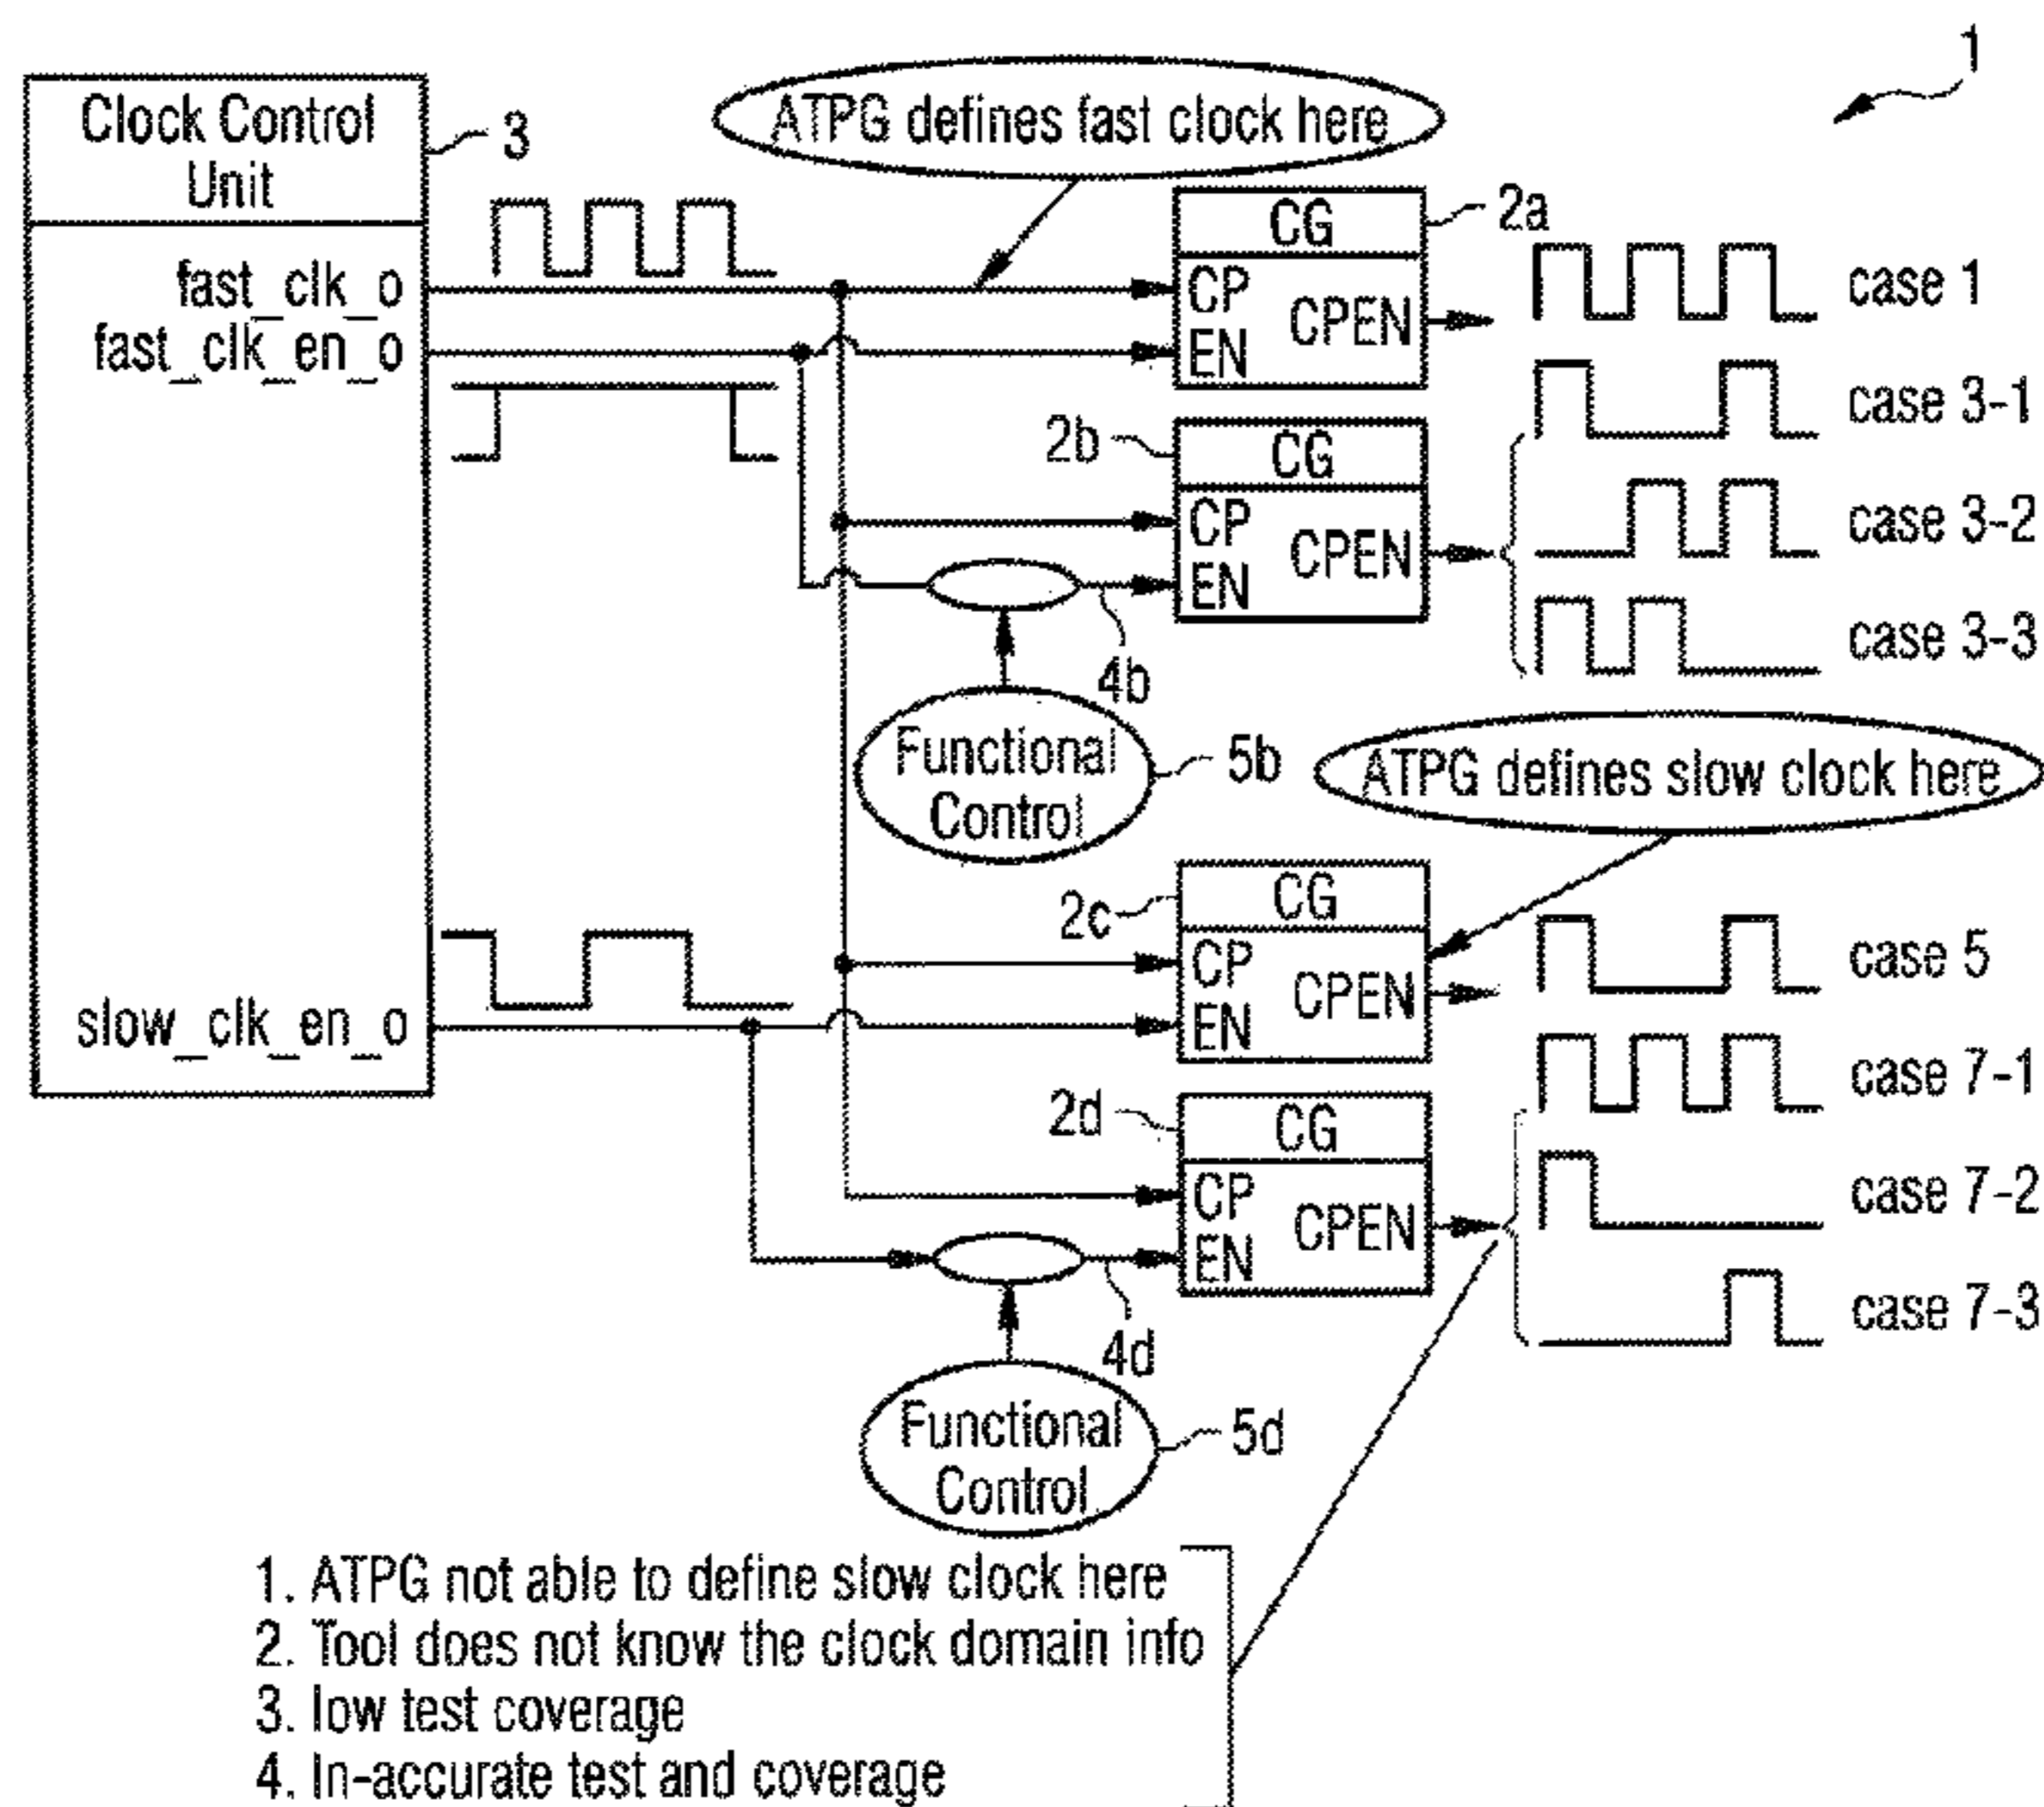 1
Clock Control
Unit
3
ATPG defines fast clock here
fast_clk_o
fast_clk_en_o
CG
2a
CP
EN
CPEN
case 1
case 3-1
2b
CG
CP
EN
CPEN
case 3-2
case 3-3
4b
Functional
Control
5b
ATPG defines slow clock here
2c
CG
CP
EN
CPEN
case 5
slow_clk_en_o
case 7-1
2d
CG
CP
EN
CPEN
case 7-2
case 7-3
4d
Functional
Control
5d
1. ATPG not able to define slow clock here
2. Tool does not know the clock domain info
3. low test coverage
4. In-accurate test and coverage